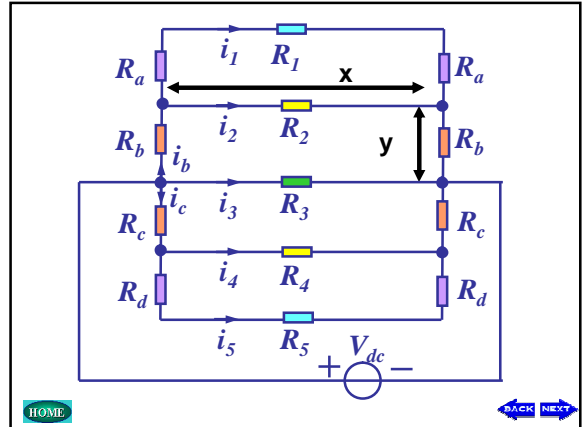 i1 R1
Ra x Ra
i2 R2
Rb y Rb
ib
ic i3 R3
Rc Rc
i4 R4
Rd Rd
i5 R5 Vdc
+ −
HOME BACK NEXT